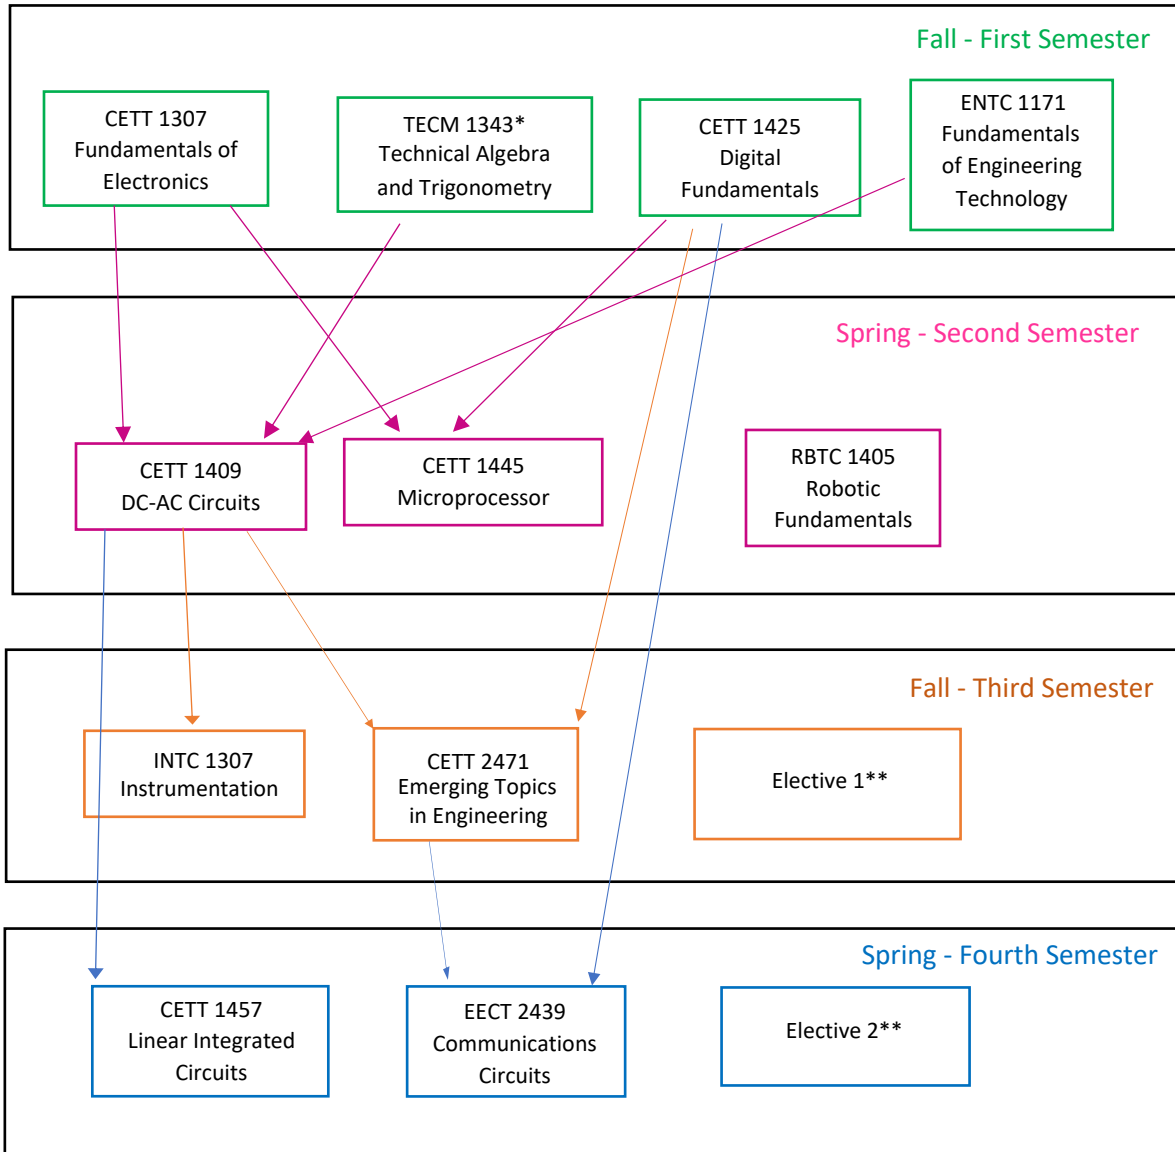 Fall - First Semester
CETT 1307
Fundamentals of
Electronics
TECM 1343*
Technical Algebra
and Trigonometry
CETT 1425
Digital
Fundamentals
ENTC 1171
Fundamentals
of Engineering
Technology
Spring - Second Semester
CETT 1409
DC-AC Circuits
CETT 1445
Microprocessor
RBTC 1405
Robotic
Fundamentals
Fall - Third Semester
INTC 1307
Instrumentation
CETT 2471
Emerging Topics
in Engineering
Elective 1**
Spring - Fourth Semester
CETT 1457
Linear Integrated
Circuits
EECT 2439
Communications
Circuits
Elective 2**